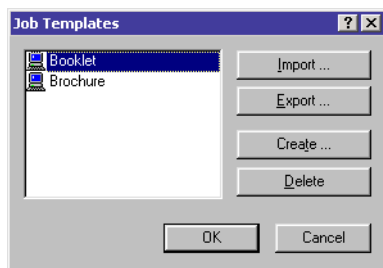 Job Templates
Booklet
Brochure
Import ...
Export ...
Create ...
Delete
OK
Cancel